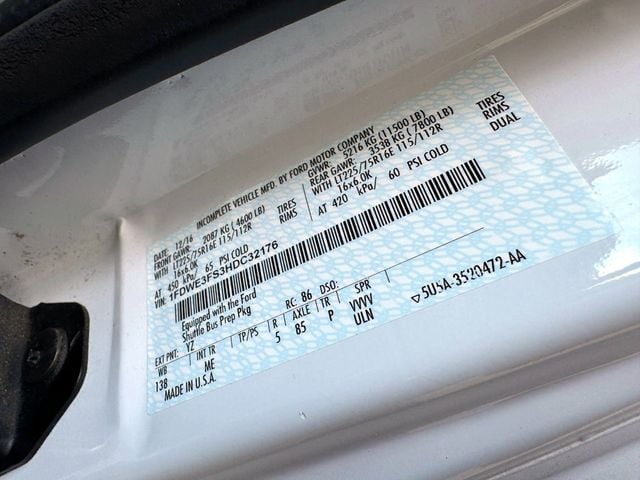 INCOMPLETE VEHICLE MFD. BY FORD MOTOR COMPANY
DATE: 12/16 GVWR: 5216 KG (11500 LB)
FRONT GAWR: 2087 KG (4600 LB) REAR GAWR: 3538 KG (7800 LB)
WITH LT225/75R16E 115/112R TIRES WITH LT225/75R16E 115/112R TIRES
16x6.0K RIMS 16x6.0K RIMS
AT 450 kPa/ 65 PSI COLD AT 420 kPa/ 60 PSI COLD DUAL
VIN: 1FDWE3FS3HDC32176
Equipped with the Ford
Shuttle Bus Prep Pkg
EXT PNT: YZ RC: 86 DSO:
WB INT TR TP/PS R AXLE TR SPR
138 ME 5 85 P VVVV
ULN
MADE IN U.S.A.
▽5U5A-3520472-AA